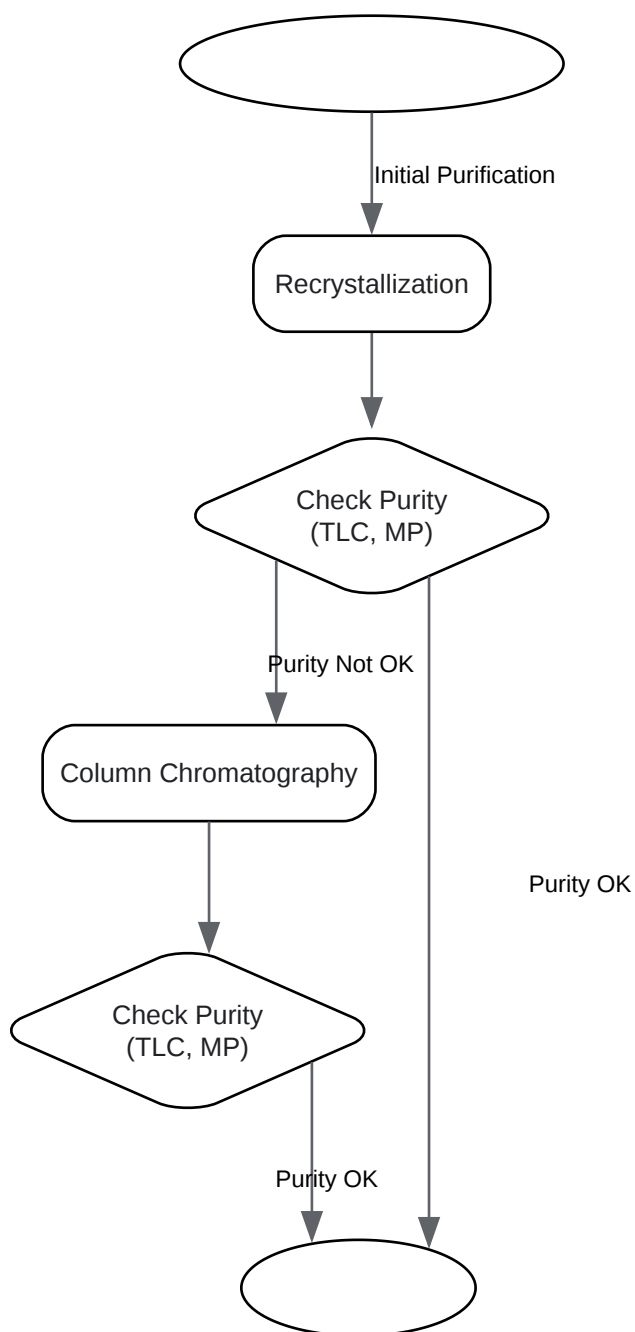 Initial Purification
Recrystallization
Check Purity
(TLC, MP)
Purity Not OK
Column Chromatography
Purity OK
Check Purity
(TLC, MP)
Purity OK